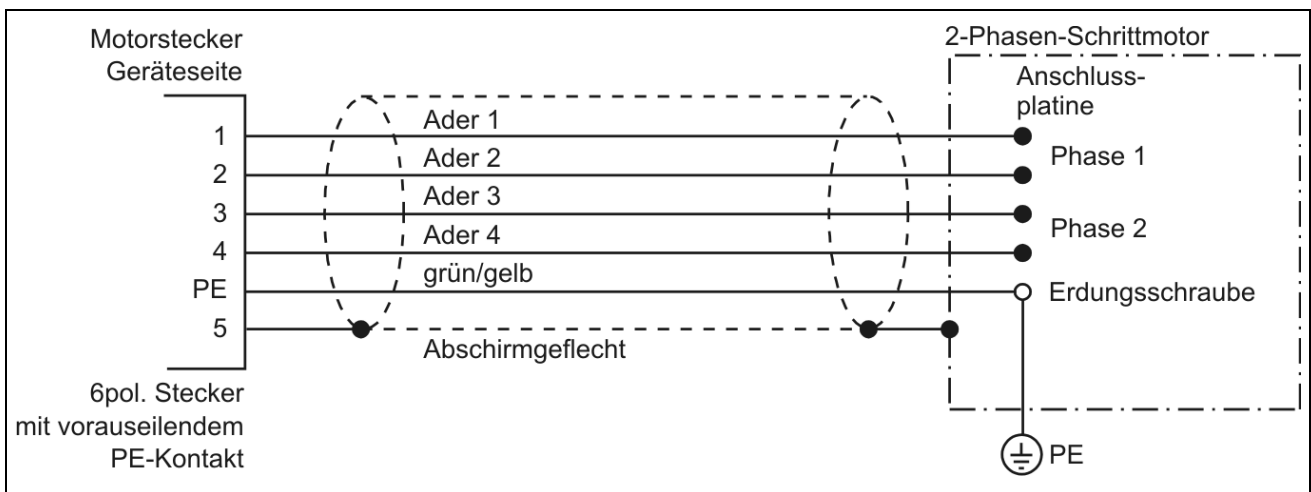 Motorstecker
Geräteseite
2-Phasen-Schrittmotor
Anschluss-
platine
1
Ader 1
Phase 1
2
Ader 2
3
Ader 3
Phase 2
4
Ader 4
PE
grün/gelb
Erdungsschraube
5
Abschirmgeflecht
6pol. Stecker
mit vorauseilendem
PE-Kontakt
PE